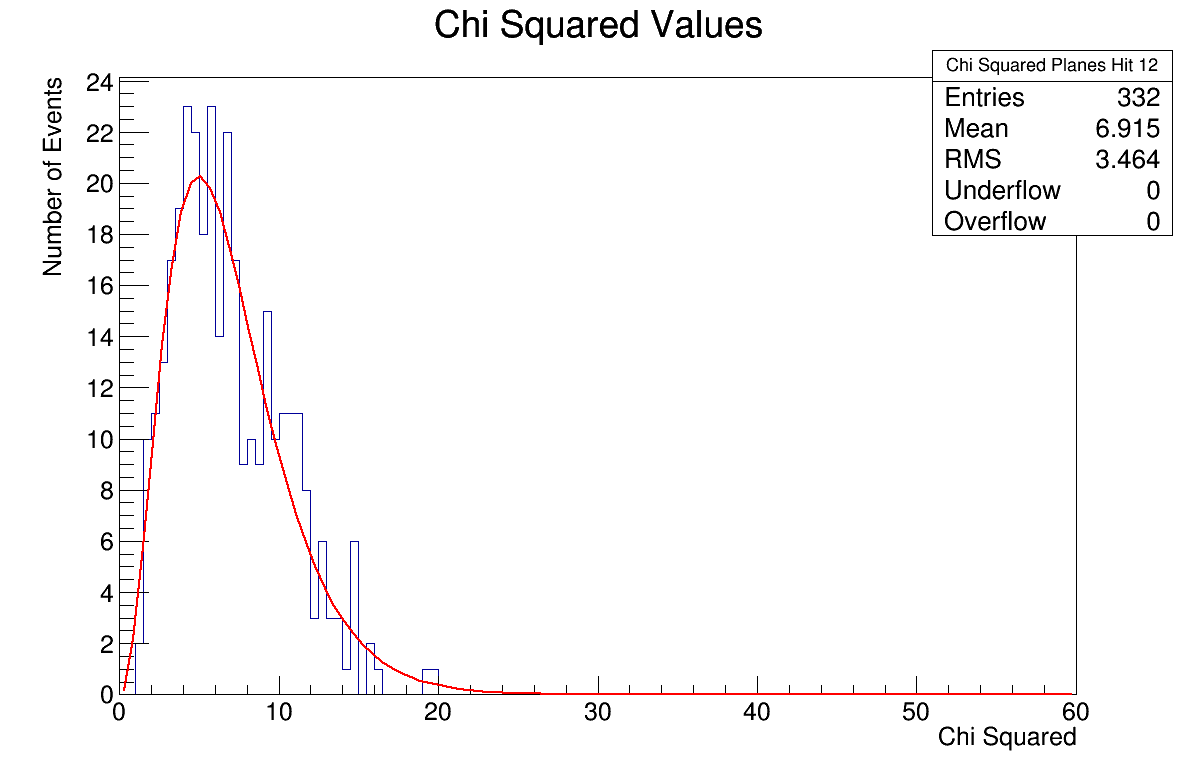 Chi Squared Values
Chi Squared Planes Hit 12
Entries 332
Mean 6.915
RMS 3.464
Underflow 0
Overflow 0
Number of Events
24
22
20
18
16
14
12
10
8
6
4
2
0
0 10 20 30 40 50 60
Chi Squared